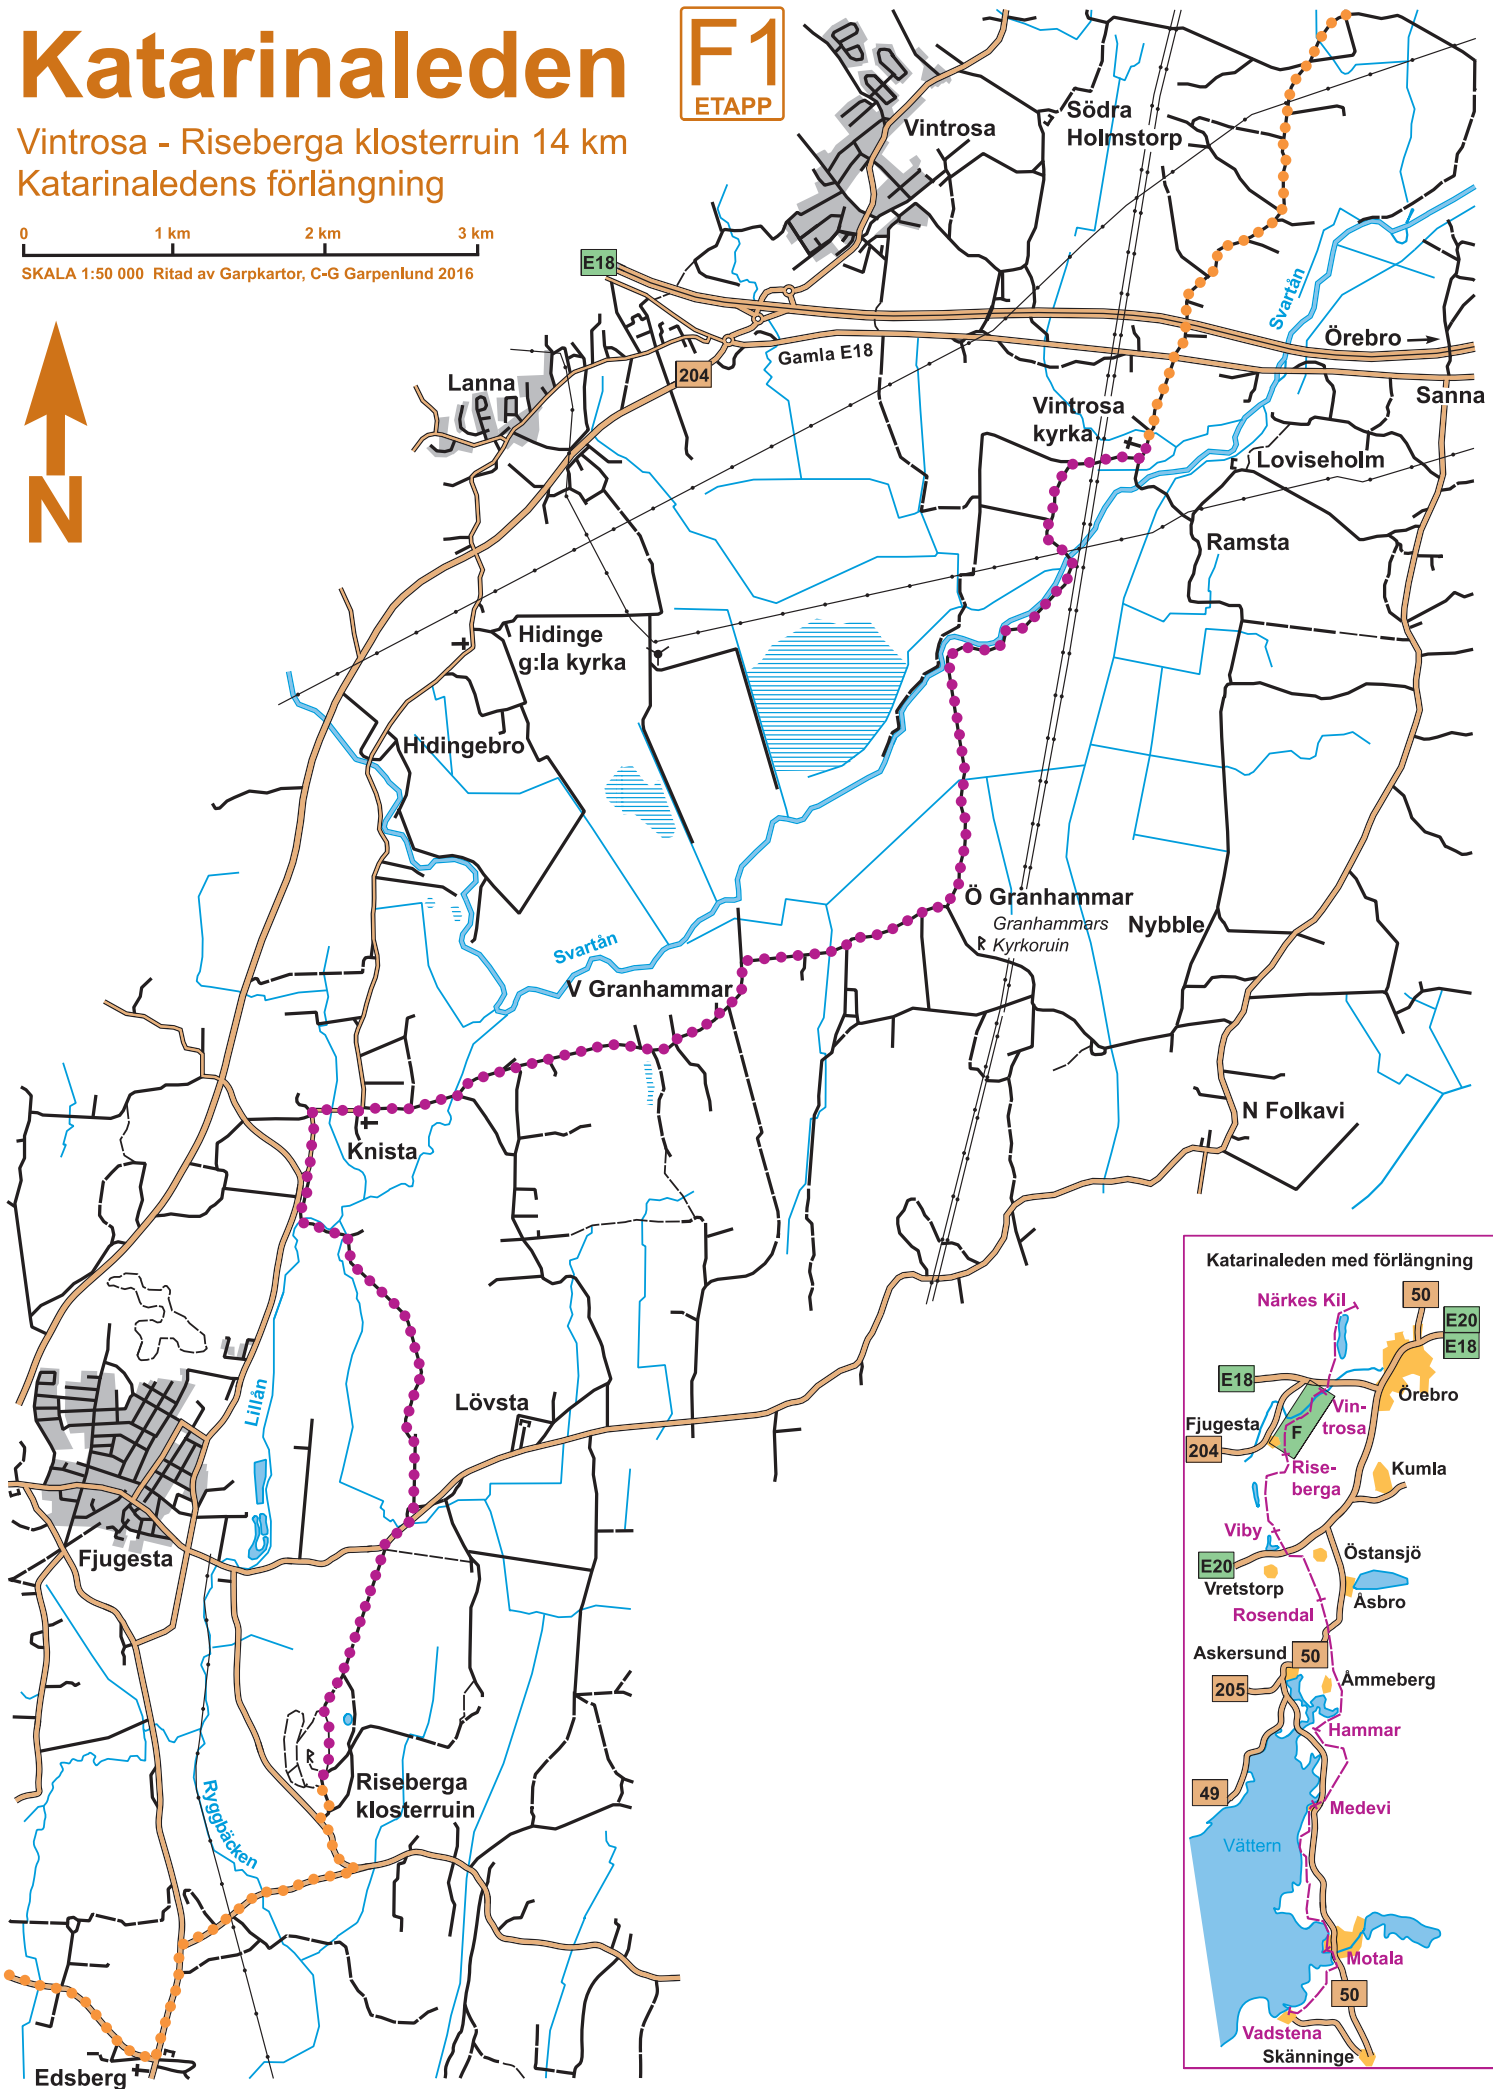 Katarinaleden
F1
ETAPP
Vintrosa - Riseberga klosterruin 14 km
Katarinaledens förlängning
0
1 km
2 km
3 km
SKALA 1:50 000 Ritad av Garpkartor, C-G Garpenlund 2016
N
Södra
Holmstorp
Vintrosa
E18
Svartån
Örebro
Gamla E18
204
Lanna
Sanna
Vintrosa
kyrka
Loviseholm
Ramsta
Hidinge
g:la kyrka
Hidingebro
Ö Granhammar
Granhammars
Kyrkoruin
R
Nybble
Svartån
V Granhammar
N Folkavi
Knista
Lillån
Lövsta
Fjugesta
R
Riseberga
klosterruin
Ryggbäcken
Edsberg
Katarinaleden med förlängning
Närkes Kil
50
E20
E18
E18
Örebro
Vin-
trosa
Fjugesta
F
204
Rise-
berga
Kumla
Viby
Östansjö
E20
Vretstorp
Åsbro
Rosendal
Askersund
50
205
Åmmeberg
Hammar
49
Medevi
Vättern
Motala
50
Vadstena
Skänninge